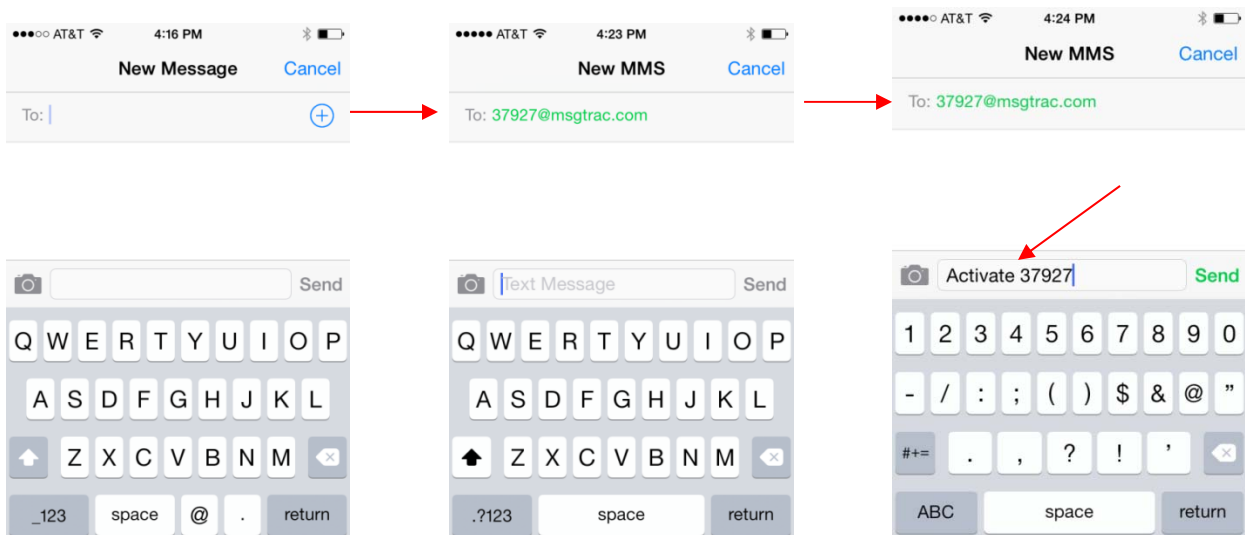 AT&T 4:16 PM
New Message Cancel
To:
Send
Q W E R T Y U I O P
A S D F G H J K L
Z X C V B N M
_123 space @ . return
AT&T 4:23 PM
New MMS Cancel
To: 37927@msgtrac.com
Text Message Send
Q W E R T Y U I O P
A S D F G H J K L
Z X C V B N M
.?123 space return
AT&T 4:24 PM
New MMS Cancel
To: 37927@msgtrac.com
Activate 37927 Send
1 2 3 4 5 6 7 8 9 0
- / : ; ( ) $ & @ ”
#+= . , ? ! ’
ABC space return